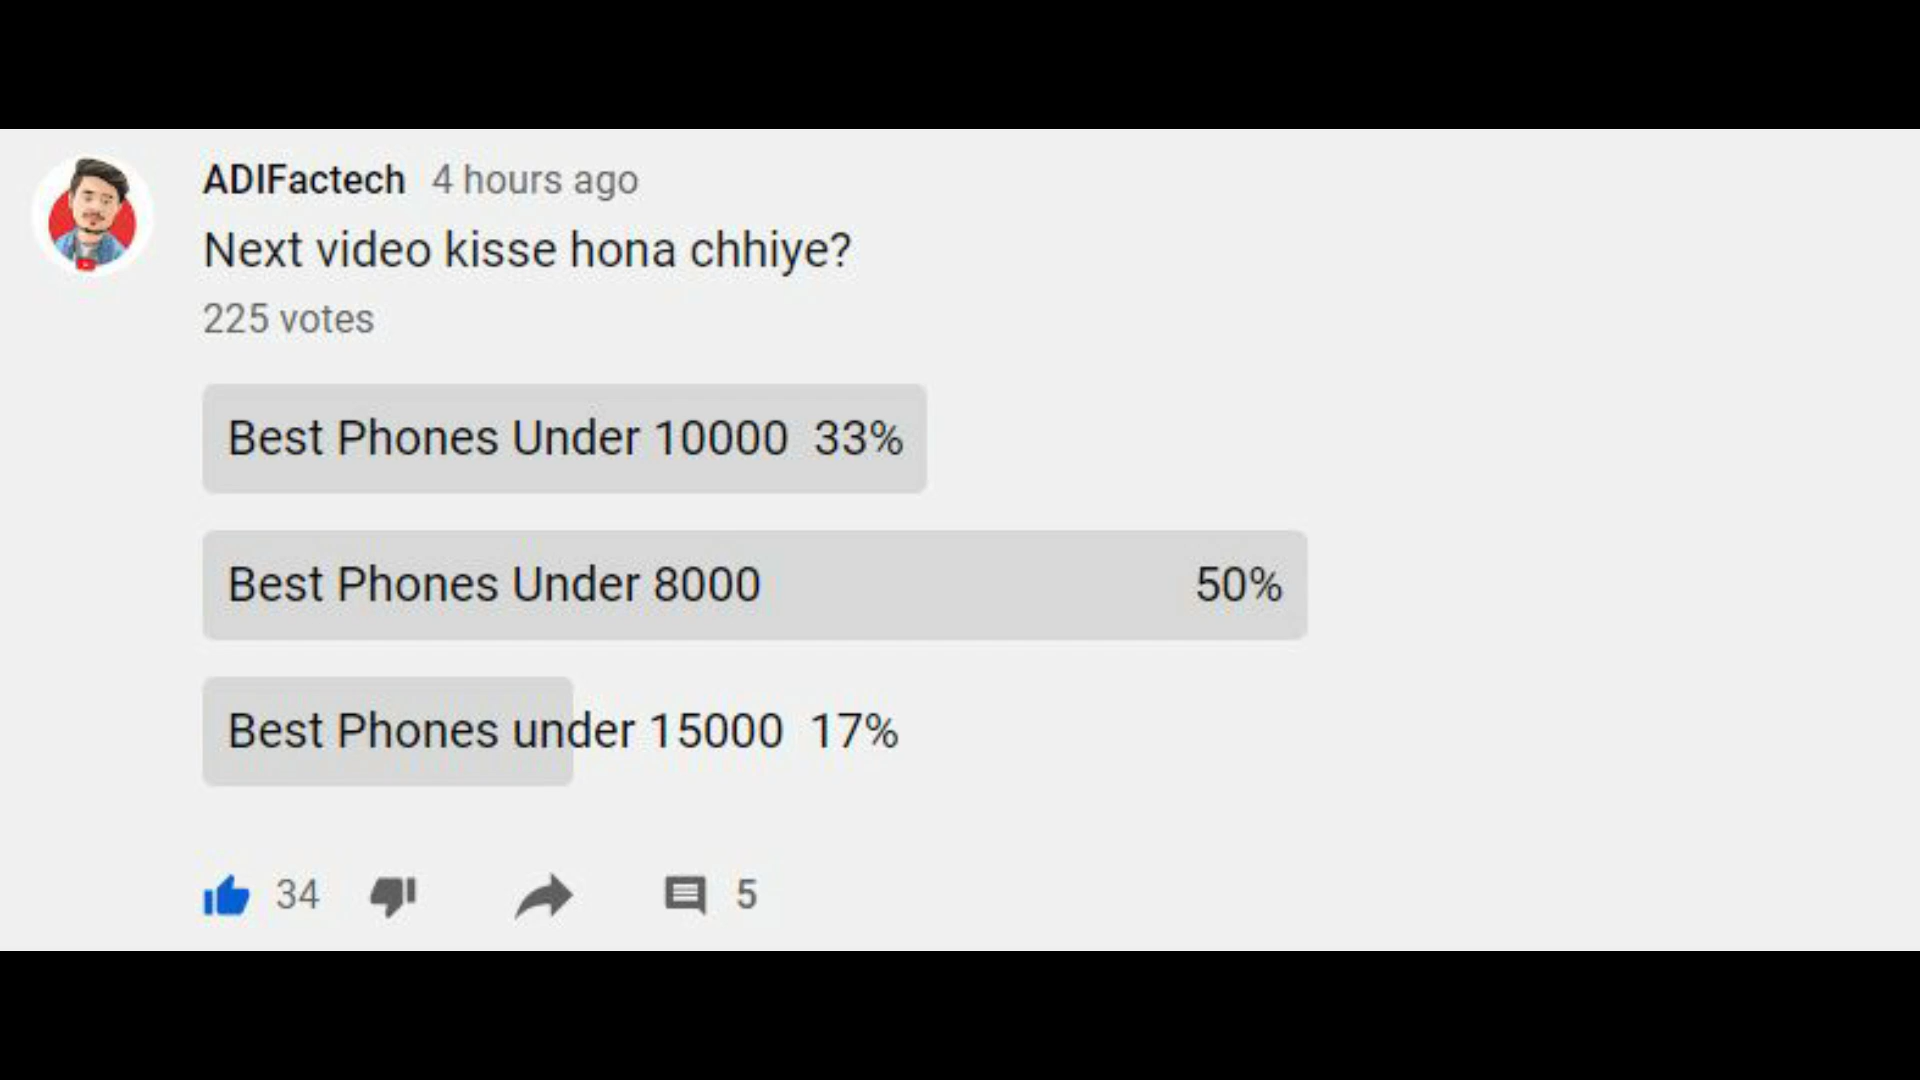 ADIFactech 4 hours ago
Next video kisse hona chhiye?
225 votes
Best Phones Under 10000 33%
Best Phones Under 8000 50%
Best Phones under 15000 17%
34 5